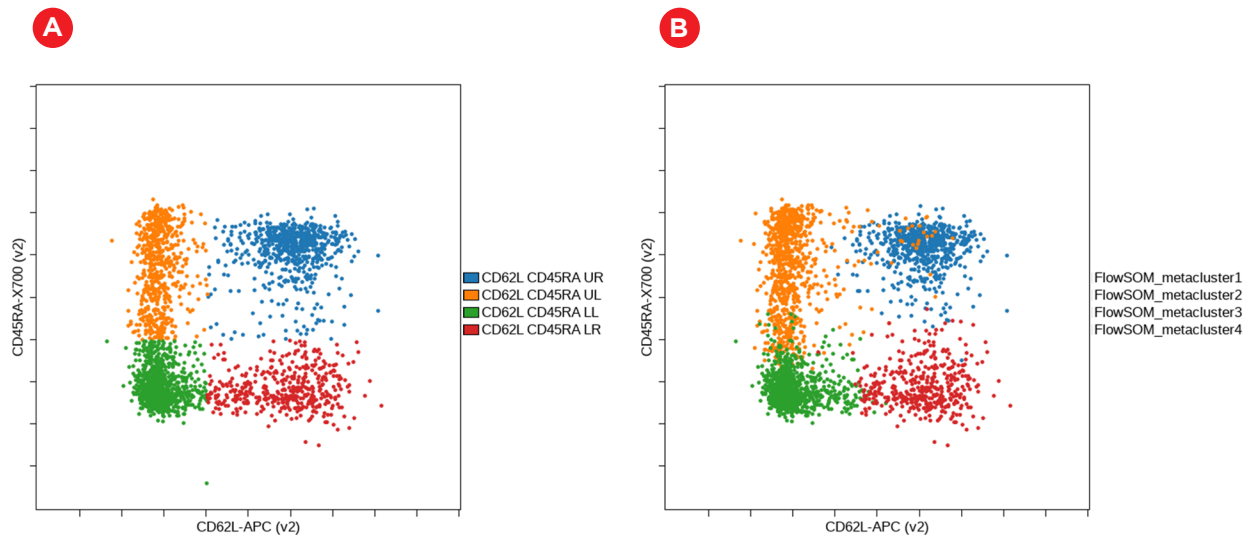 A
B
CD45RA-X700 (v2)
CD62L CD45RA UR
CD62L CD45RA UL
CD62L CD45RA LL
CD62L CD45RA LR
CD62L-APC (v2)
CD45RA-X700 (v2)
FlowSOM_metacluster1
FlowSOM_metacluster2
FlowSOM_metacluster3
FlowSOM_metacluster4
CD62L-APC (v2)